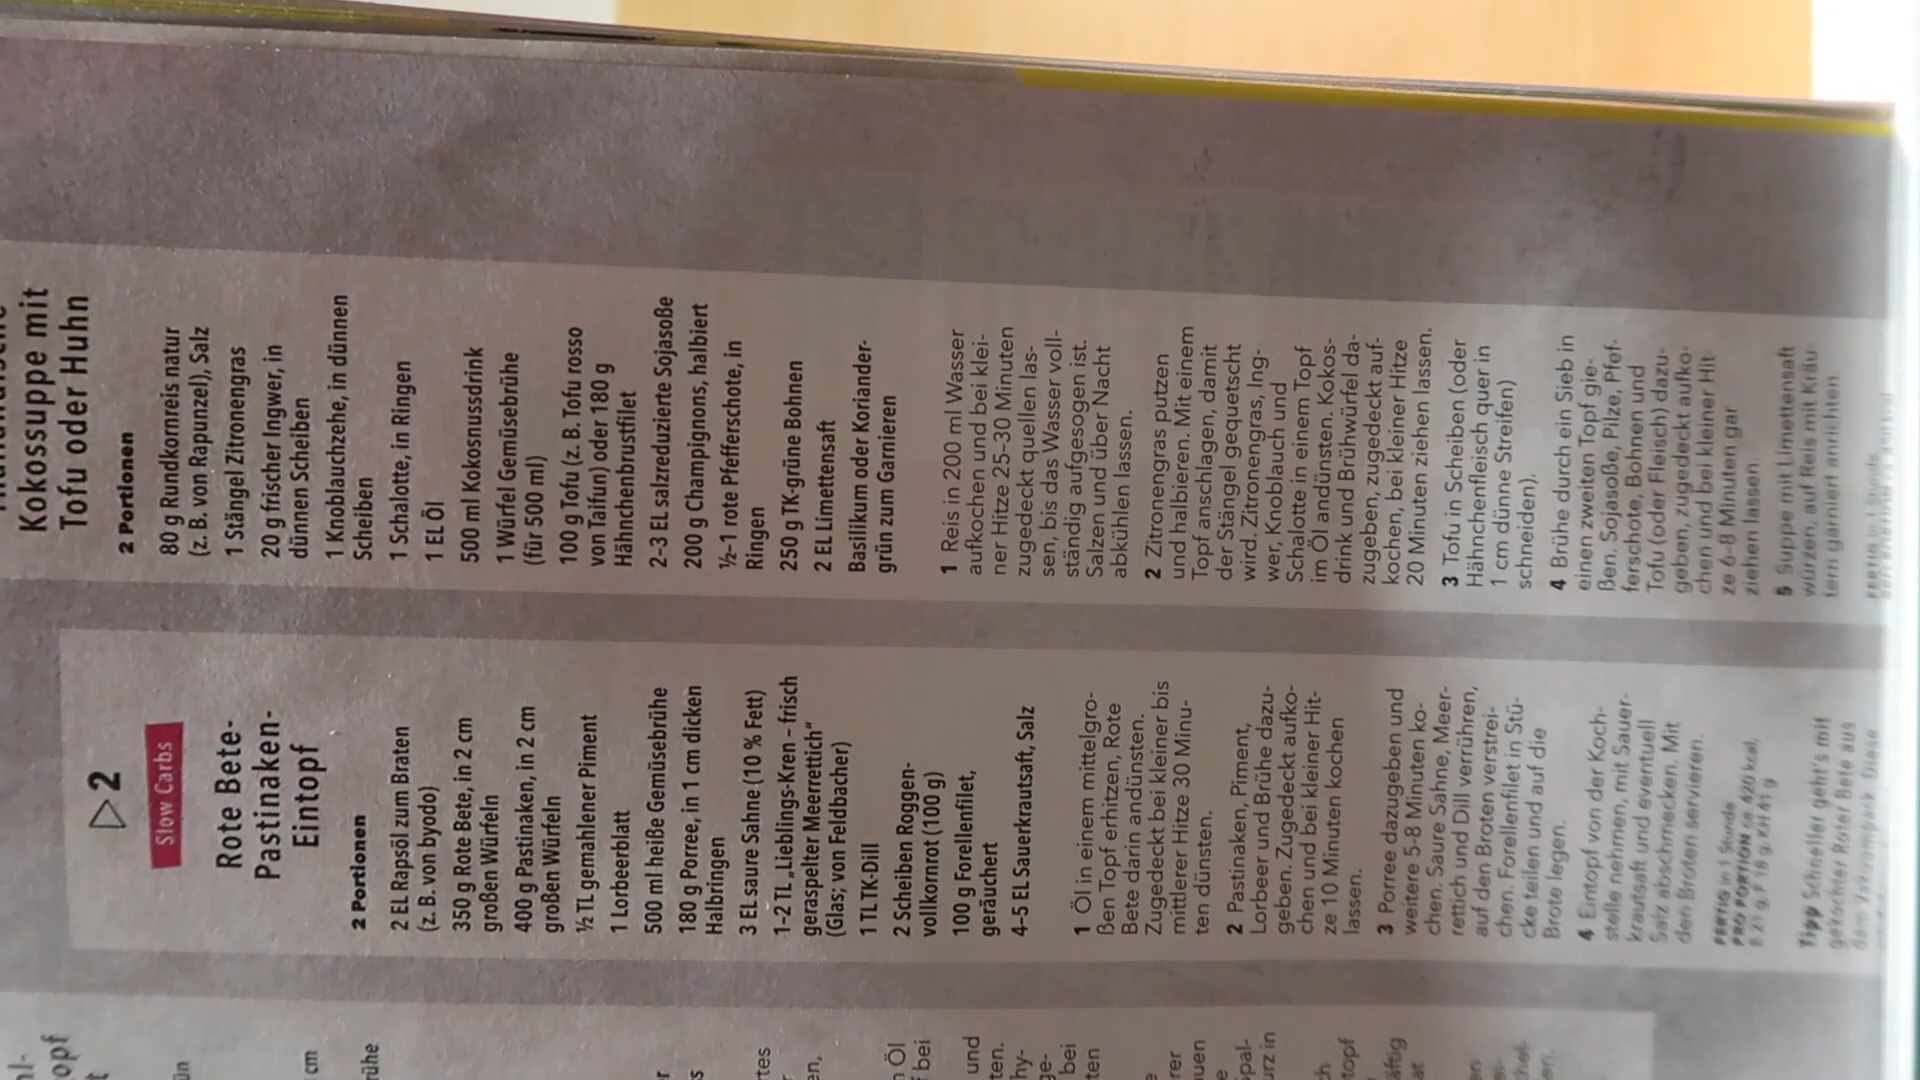 ▷2
Slow Carbs
Rote Bete-
Pastinaken-
Eintopf
2 Portionen
2 EL Rapsöl zum Braten
(z. B. von byodo)
350 g Rote Bete, in 2 cm
großen Würfeln
400 g Pastinaken, in 2 cm
großen Würfeln
½ TL gemahlener Piment
1 Lorbeerblatt
500 ml heiße Gemüsebrühe
180 g Porree, in 1 cm dicken
Halbringen
3 EL saure Sahne (10 % Fett)
1-2 TL „Lieblings-Kren – frisch
geraspelter Meerrettich“
(Glas; von Feldbacher)
1 TL TK-Dill
2 Scheiben Roggen-
vollkornrot (100 g)
100 g Forellenfilet,
geräuchert
4-5 EL Sauerkrautsaft, Salz
1 Öl in einem mittelgro-
ßen Topf erhitzen, Rote
Bete darin andünsten.
Zugedeckt bei kleiner bis
mittlerer Hitze 30 Minu-
ten dünsten.
2 Pastinaken, Piment,
Lorbeer und Brühe dazu-
geben. Zugedeckt aufko-
chen und bei kleiner Hit-
ze 10 Minuten kochen
lassen.
3 Porree dazugeben und
weitere 5-8 Minuten ko-
chen. Saure Sahne, Meer-
rettich und Dill verrühren,
auf den Broten verstrei-
chen. Forellenfilet in Stü-
cke teilen und auf die
Brote legen.
4 Eintopf von der Koch-
stelle nehmen, mit Sauer-
krautsaft und eventuell
Salz abschmecken. Mit
den Broten servieren.
FERTIG in 1 Stunde
PRO PORTION ca. 420 kcal,
E 21 g, F 18 g, KH 41 g
Tipp Schneller geht's mit
gekochter Roter Bete aus
dem Vakuumpack
Kokossuppe mit
Tofu oder Huhn
2 Portionen
80 g Rundkornreis natur
(z. B. von Rapunzel), Salz
1 Stängel Zitronengras
20 g frischer Ingwer, in
dünnen Scheiben
1 Knoblauchzehe, in dünnen
Scheiben
1 Schalotte, in Ringen
1 EL Öl
500 ml Kokosnussdrink
1 Würfel Gemüsebrühe
(für 500 ml)
100 g Tofu (z. B. Tofu rosso
von Taifun) oder 180 g
Hähnchenbrustfilet
2-3 EL salzreduzierte Sojasoße
200 g Champignons, halbiert
½-1 rote Pfefferschote, in
Ringen
250 g TK-grüne Bohnen
2 EL Limettensaft
Basilikum oder Koriander-
grün zum Garnieren
1 Reis in 200 ml Wasser
aufkochen und bei klei-
ner Hitze 25-30 Minuten
zugedeckt quellen las-
sen, bis das Wasser voll-
ständig aufgesogen ist.
Salzen und über Nacht
abkühlen lassen.
2 Zitronengras putzen
und halbieren. Mit einem
Topf anschlagen, damit
der Stängel gequetscht
wird. Zitronengras, Ing-
wer, Knoblauch und
Schalotte in einem Topf
im Öl andünsten. Kokos-
drink und Brühwürfel da-
zugeben, zugedeckt auf-
kochen, bei kleiner Hitze
20 Minuten ziehen lassen.
3 Tofu in Scheiben (oder
Hähnchenfleisch quer in
1 cm dünne Streifen)
schneiden).
4 Brühe durch ein Sieb in
einen zweiten Topf gie-
ßen. Sojasoße, Pilze, Pfef-
ferschote, Bohnen und
Tofu (oder Fleisch) dazu-
geben, zugedeckt aufko-
chen und bei kleiner Hit-
ze 6-8 Minuten gar
ziehen lassen.
5 Suppe mit Limettensaft
würzen, auf Reis mit Kräu-
tern garniert anrichten.
FERTIG in 1 Stunde